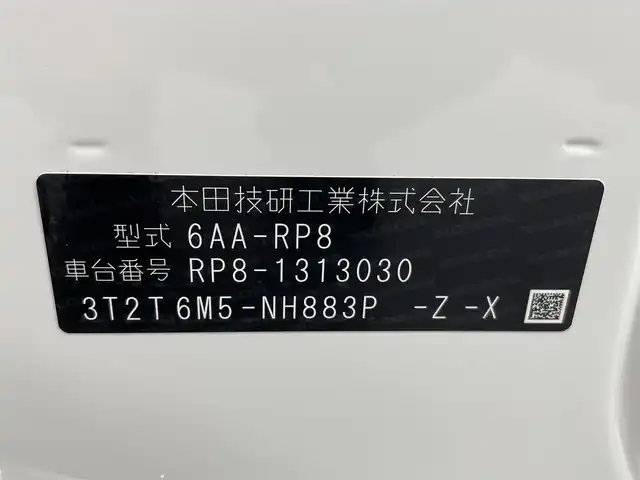 本田技研工業株式会社
型式 6AA-RP8
車台番号 RP8-1313030
3T2T6M5-NH883P -Z-X